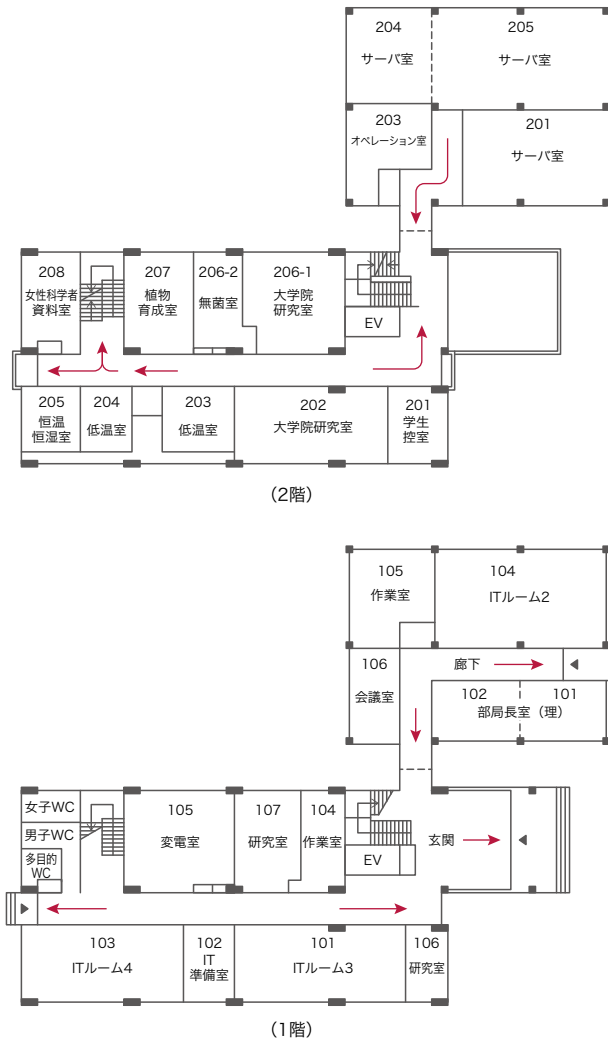 204
サーバ室
205
サーバ室
203
オペレーション室
201
サーバ室
208
女性科学者
資料室
207
植物
育成室
206-2
無菌室
206-1
大学院
研究室
EV
205
恒温
恒湿室
204
低温室
203
低温室
202
大学院研究室
201
学生
控室
（2階）
105
作業室
104
ITルーム2
106
会議室
廊下
102
101
部局長室（理）
女子WC
男子WC
多目的
WC
105
変電室
107
研究室
104
作業室
EV
玄関
103
ITルーム4
102
IT
準備室
101
ITルーム3
106
研究室
（1階）